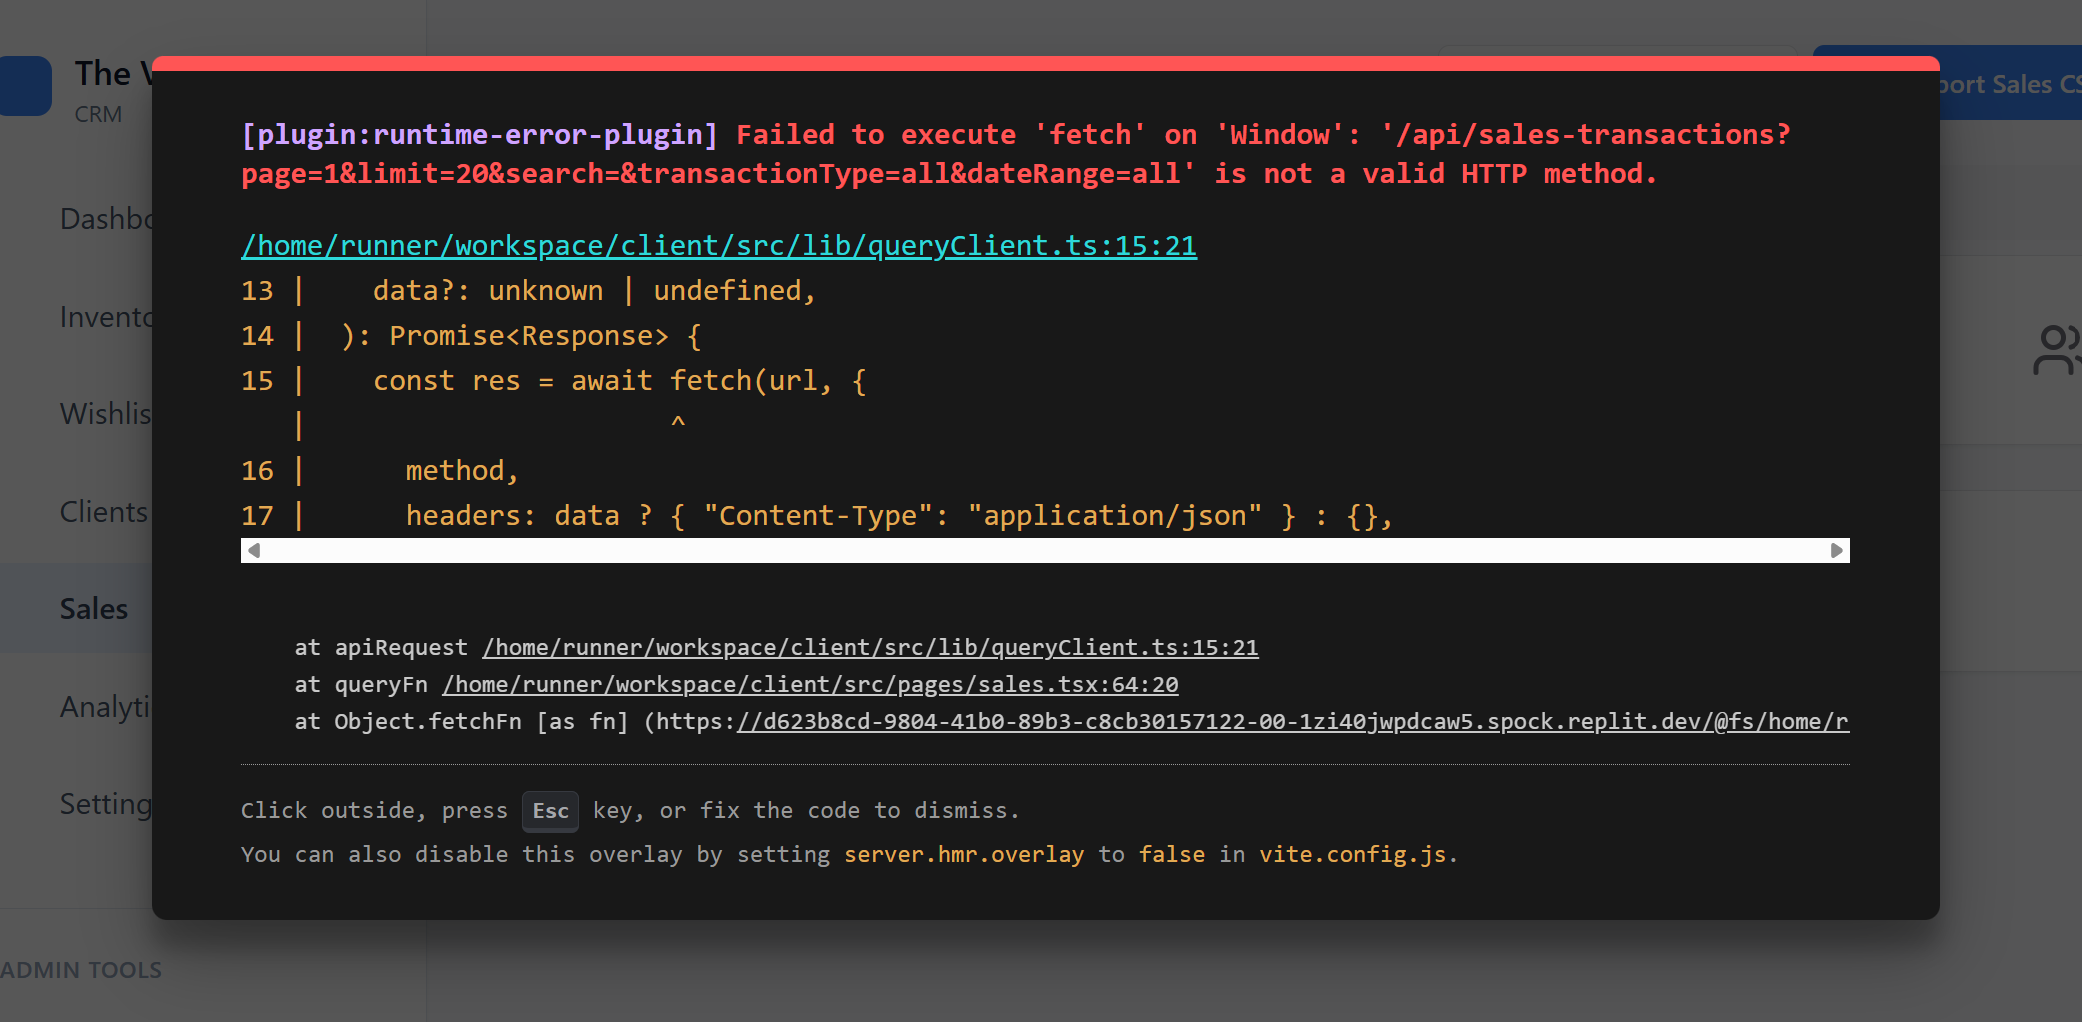 The
CRM
port Sales
Dashbo
Invento
Wishlis
Clients
Sales
Analyti
Setting
ADMIN TOOLS
[plugin:runtime-error-plugin] Failed to execute 'fetch' on 'Window': '/api/sales-transactions?
page=1&limit=20&search=&transactionType=all&dateRange=all' is not a valid HTTP method.
/home/runner/workspace/client/src/lib/queryClient.ts:15:21
13 |    data?: unknown | undefined,
14 |  ): Promise<Response> {
15 |    const res = await fetch(url, {
   |                      ^
16 |      method,
17 |      headers: data ? { "Content-Type": "application/json" } : {},
at apiRequest /home/runner/workspace/client/src/lib/queryClient.ts:15:21
at queryFn /home/runner/workspace/client/src/pages/sales.tsx:64:20
at Object.fetchFn [as fn] (https://d623b8cd-9804-41b0-89b3-c8cb30157122-00-1zi40jwpdcaw5.spock.replit.dev/@fs/home/r
Click outside, press Esc key, or fix the code to dismiss.
You can also disable this overlay by setting server.hmr.overlay to false in vite.config.js.